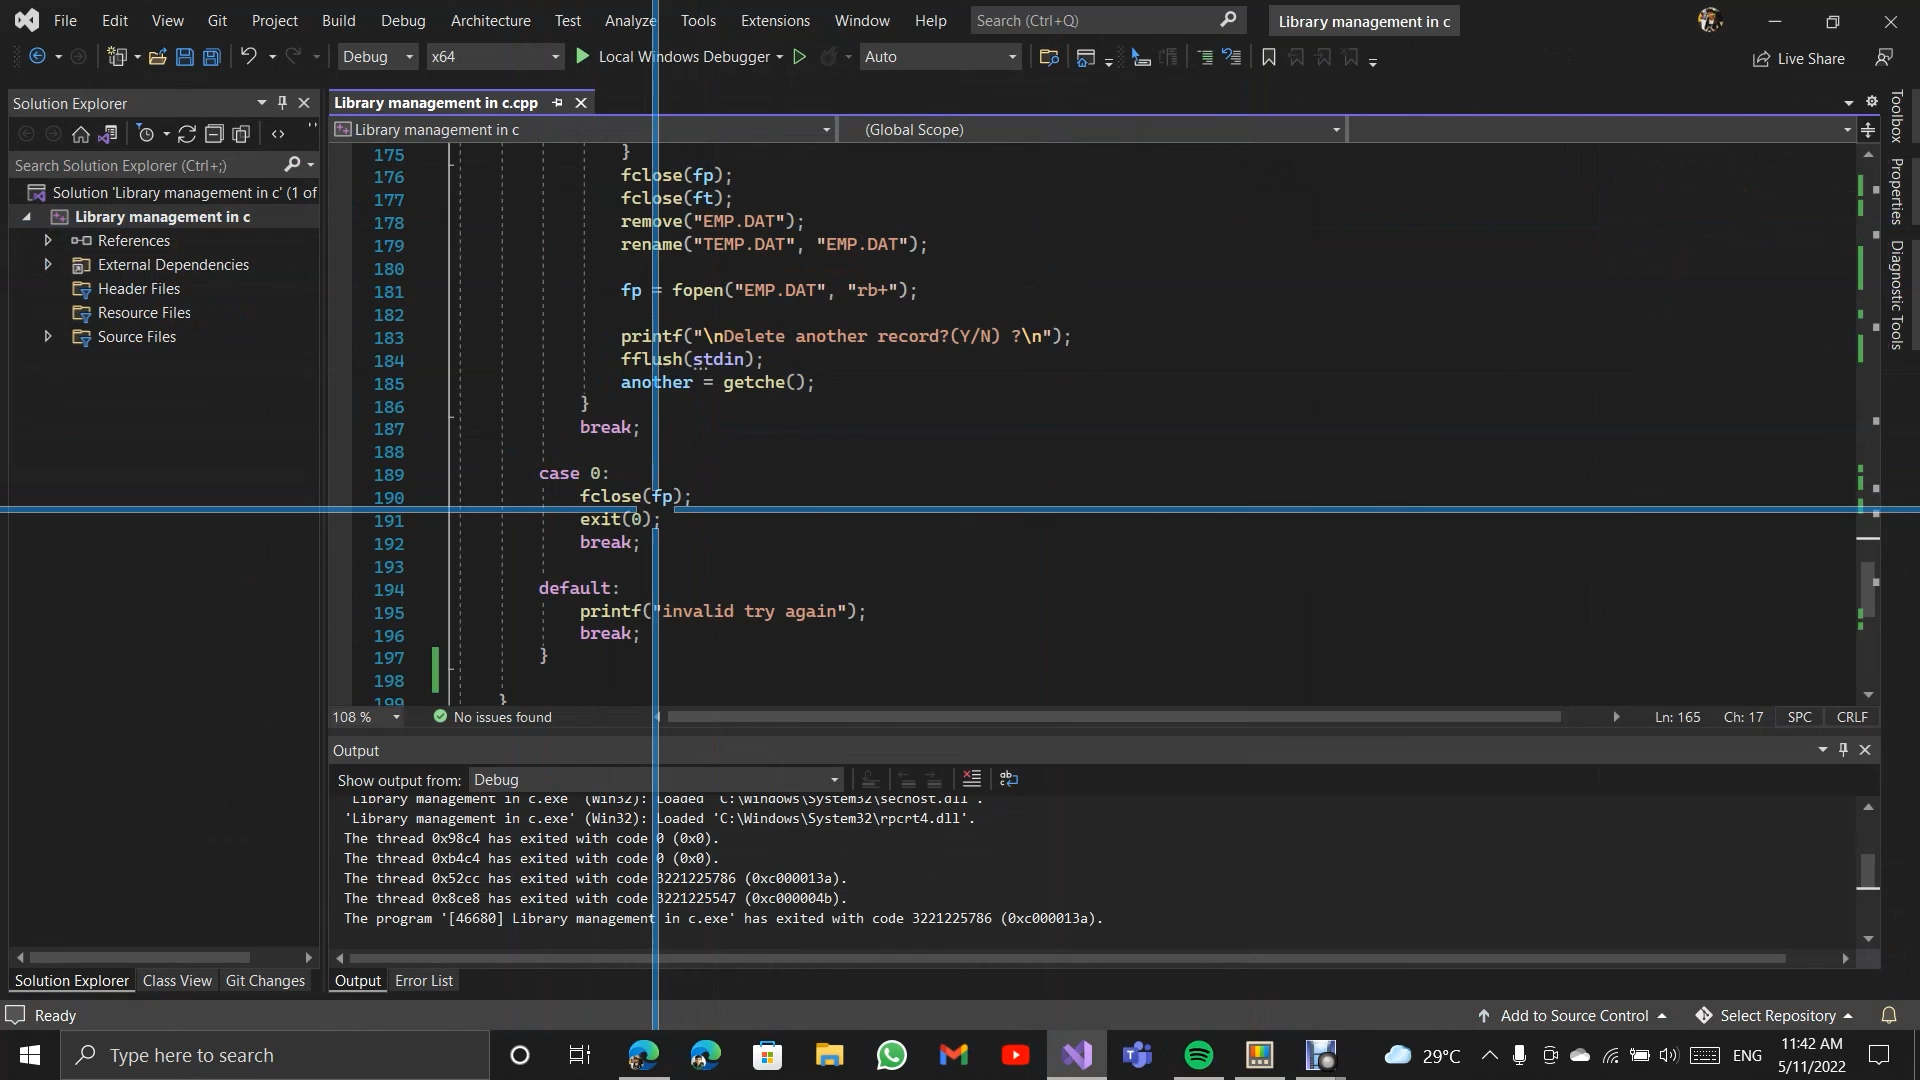 File Edit View Git Project Build Debug Architecture Test Analyze Tools Extensions Window Help Search (Ctrl+Q) Library management in c
Debug x64 Local Windows Debugger Auto Live Share
Solution Explorer
Search Solution Explorer (Ctrl+;)
Solution 'Library management in c' (1 of
Library management in c
References
External Dependencies
Header Files
Resource Files
Source Files
Library management in c.cpp
Library management in c (Global Scope)
175 }
176 fclose(fp);
177 fclose(ft);
178 remove("EMP.DAT");
179 rename("TEMP.DAT", "EMP.DAT");
180
181 fp = fopen("EMP.DAT", "rb+");
182
183 printf("\nDelete another record?(Y/N) ?\n");
184 fflush(stdin);
185 another = getche();
186 }
187 break;
188
189 case 0:
190 fclose(fp);
191 exit(0);
192 break;
193
194 default:
195 printf("invalid try again");
196 break;
197 }
198
199 }
108 % No issues found Ln: 165 Ch: 17 SPC CRLF
Output
Show output from: Debug
'Library management in c.exe' (Win32): Loaded 'C:\Windows\System32\sechost.dll'.
'Library management in c.exe' (Win32): Loaded 'C:\Windows\System32\rpcrt4.dll'.
The thread 0x98c4 has exited with code 0 (0x0).
The thread 0xb4c4 has exited with code 0 (0x0).
The thread 0x52cc has exited with code 3221225786 (0xc000013a).
The thread 0x8ce8 has exited with code 3221225547 (0xc000004b).
The program '[46680] Library management in c.exe' has exited with code 3221225786 (0xc000013a).
Solution Explorer Class View Git Changes
Output Error List
Toolbox
Properties
Diagnostic Tools
Ready Add to Source Control Select Repository
Type here to search
29°C ENG
11:42 AM
5/11/2022